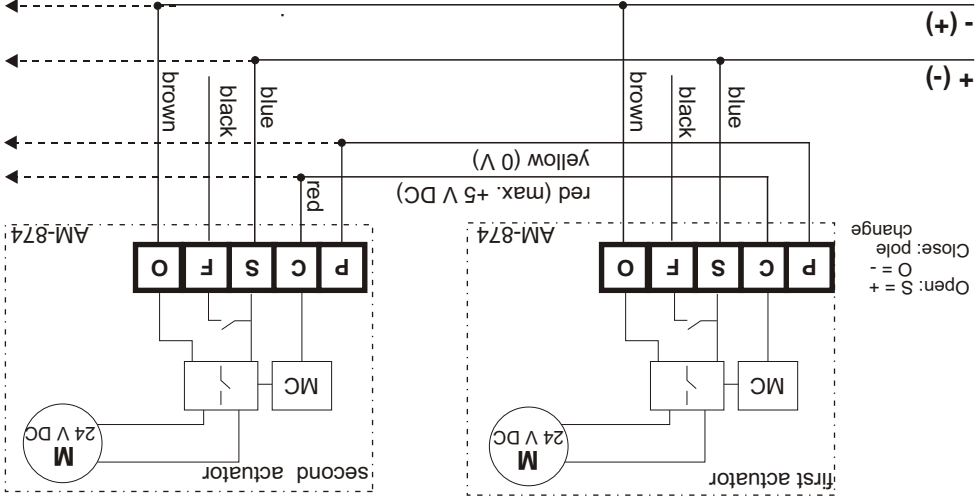 first actuator
M
24 V DC
MC
P C S F O
AM-874
Open: S = +
O = -
Close: pole
change
second actuator
M
24 V DC
MC
P C S F O
AM-874
red (max. +5 V DC)
yellow (0 V)
red
blue
black
brown
blue
black
brown
+ (-)
- (+)